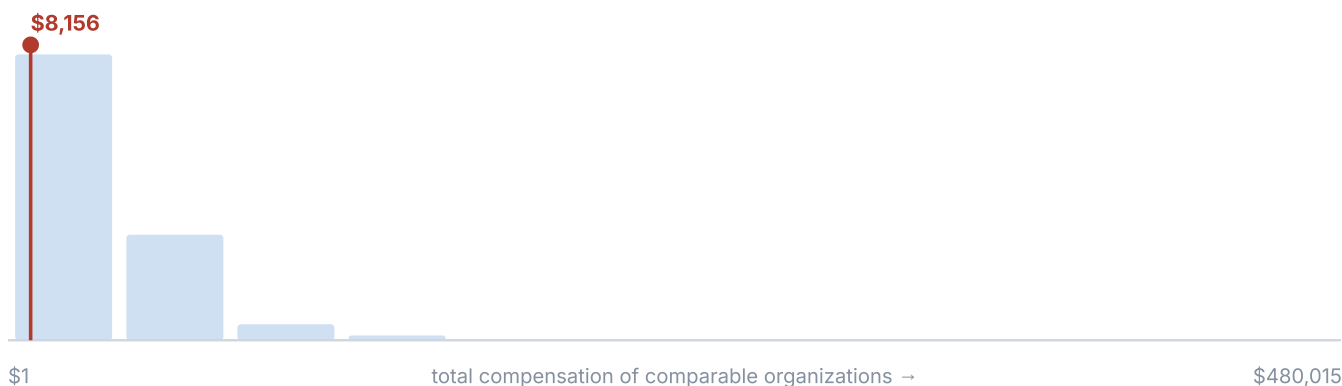 $8,156
$1 total compensation of comparable organizations → $480,015